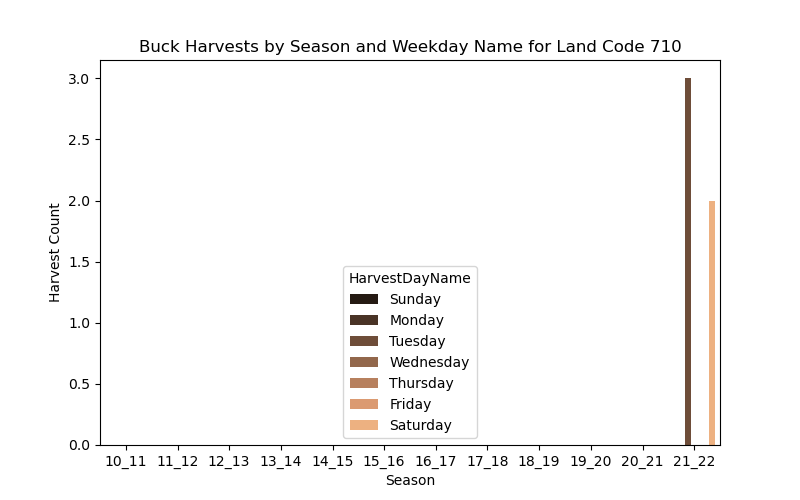 Buck Harvests by Season and Weekday Name for Land Code 710
3.0
2.5
2.0
1.5
1.0
0.5
0.0
Harvest Count
HarvestDayName
Sunday
Monday
Tuesday
Wednesday
Thursday
Friday
Saturday
10_11 11_12 12_13 13_14 14_15 15_16 16_17 17_18 18_19 19_20 20_21 21_22
Season